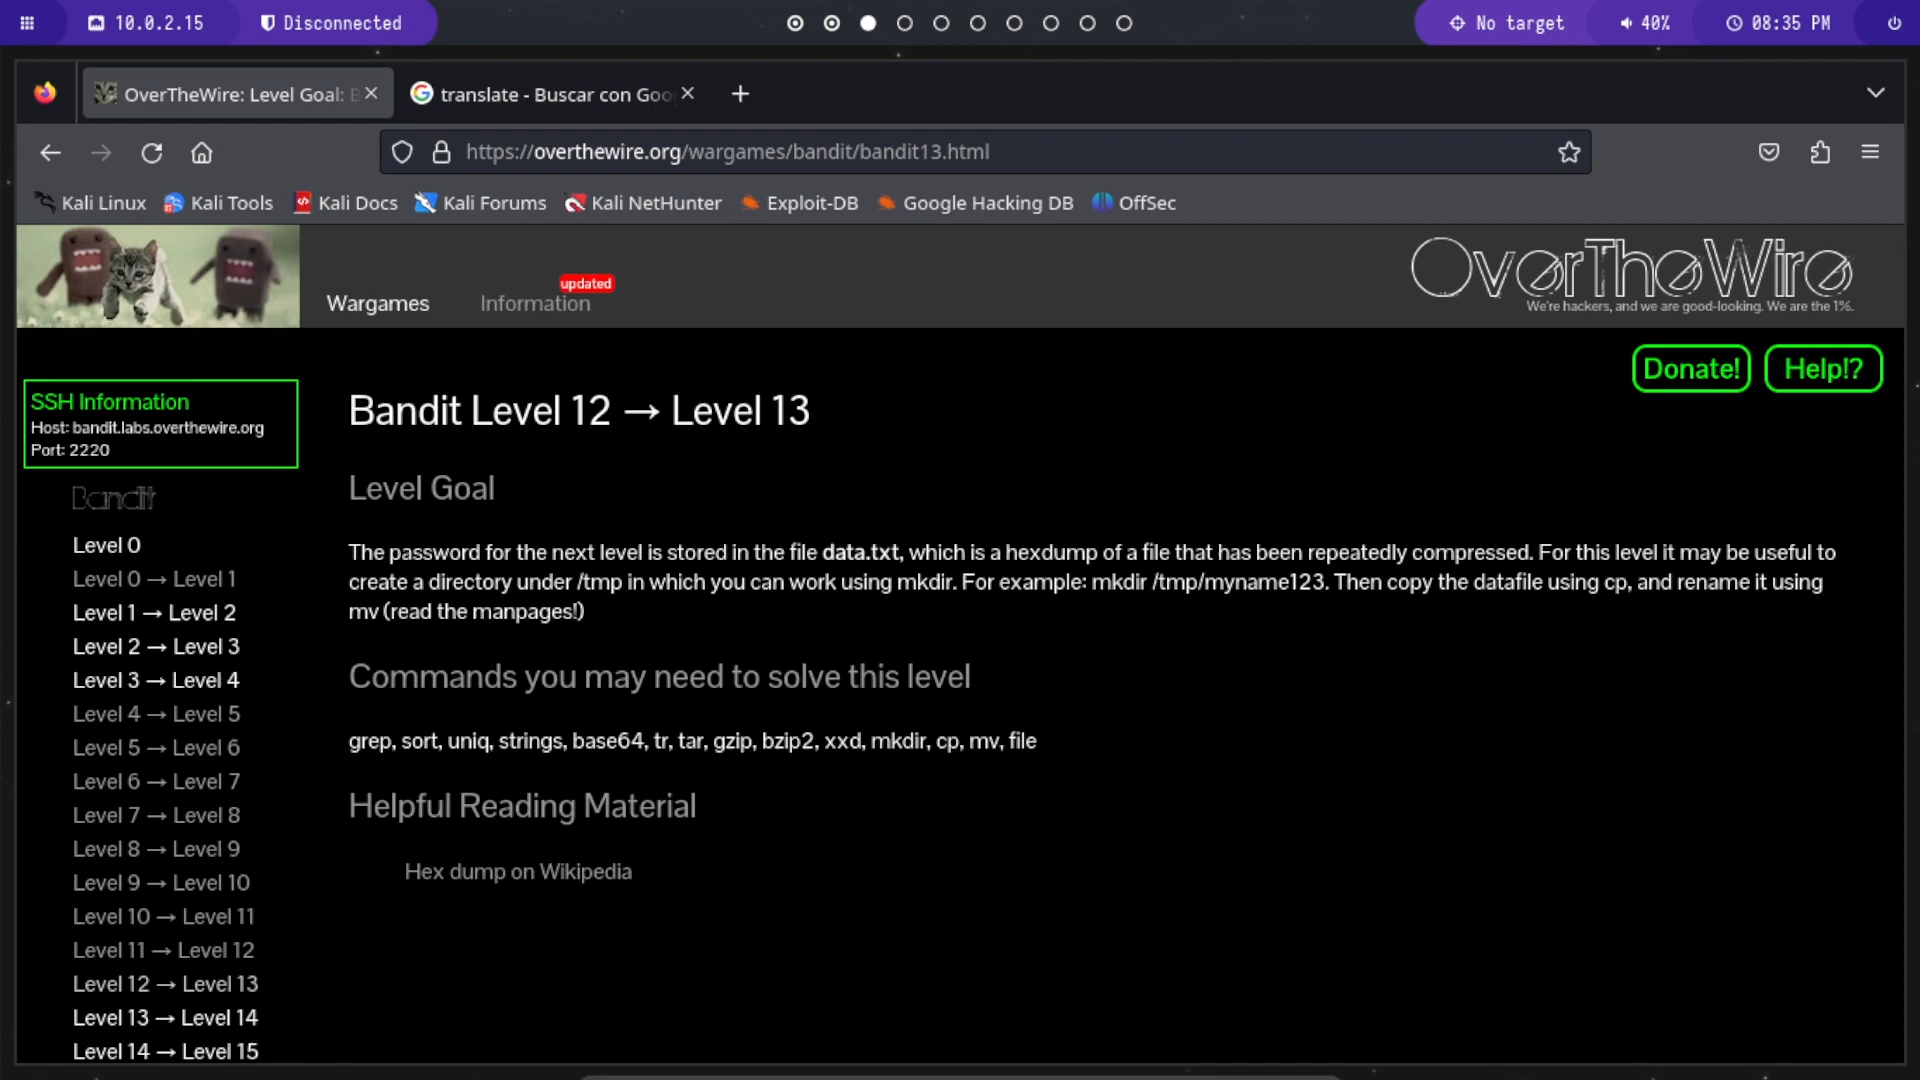 10.0.2.15
Disconnected
No target
40%
08:35 PM
OverTheWire: Level Goal: B
translate - Buscar con Goo
https://overthewire.org/wargames/bandit/bandit13.html
Kali Linux
Kali Tools
Kali Docs
Kali Forums
Kali NetHunter
Exploit-DB
Google Hacking DB
OffSec
Wargames
updated
Information
OverTheWire
We're hackers, and we are good-looking. We are the 1%.
Donate!
Help!?
SSH Information
Host: bandit.labs.overthewire.org
Port: 2220
Bandit
Level 0
Level 0 → Level 1
Level 1 → Level 2
Level 2 → Level 3
Level 3 → Level 4
Level 4 → Level 5
Level 5 → Level 6
Level 6 → Level 7
Level 7 → Level 8
Level 8 → Level 9
Level 9 → Level 10
Level 10 → Level 11
Level 11 → Level 12
Level 12 → Level 13
Level 13 → Level 14
Level 14 → Level 15
Bandit Level 12 → Level 13
Level Goal
The password for the next level is stored in the file data.txt, which is a hexdump of a file that has been repeatedly compressed. For this level it may be useful to
create a directory under /tmp in which you can work using mkdir. For example: mkdir /tmp/myname123. Then copy the datafile using cp, and rename it using
mv (read the manpages!)
Commands you may need to solve this level
grep, sort, uniq, strings, base64, tr, tar, gzip, bzip2, xxd, mkdir, cp, mv, file
Helpful Reading Material
Hex dump on Wikipedia